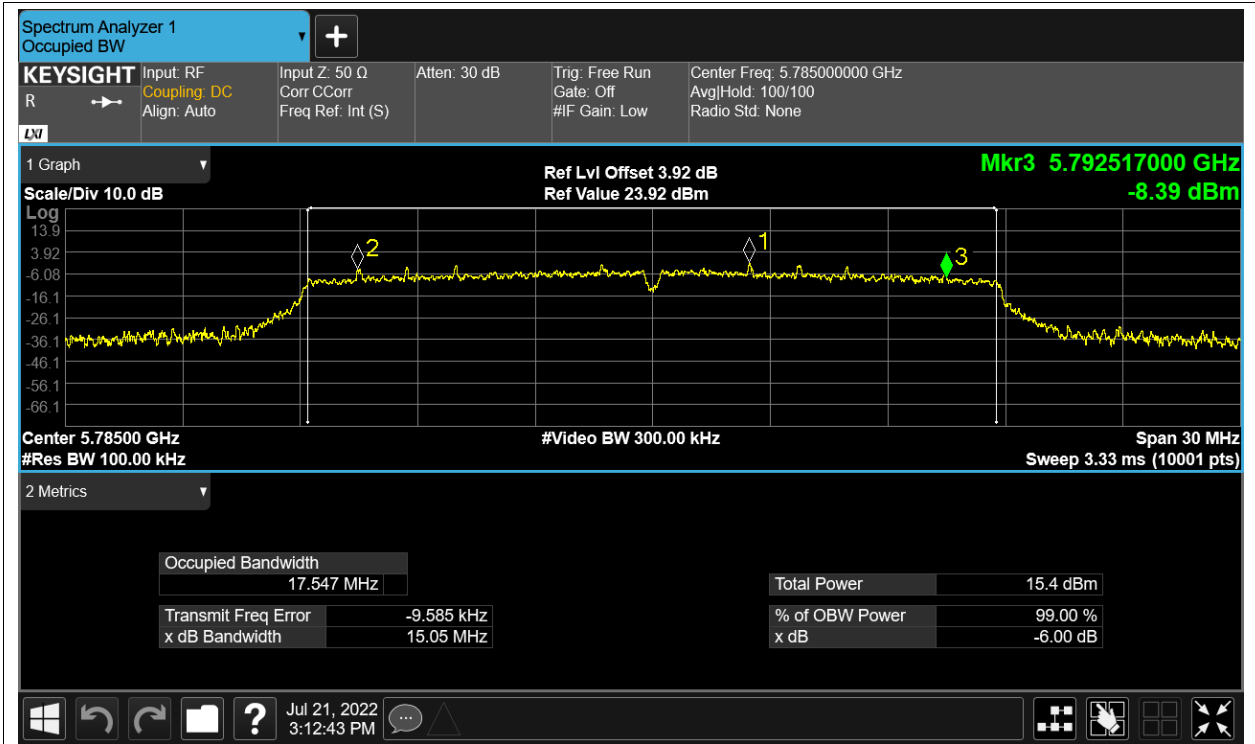 Spectrum Analyzer 1
Occupied BW
KEYSIGHT
R
LXI
Input: RF
Coupling: DC
Align: Auto
Input Z: 50 Ω
Corr CCorr
Freq Ref: Int (S)
Atten: 30 dB
Trig: Free Run
Gate: Off
#IF Gain: Low
Center Freq: 5.785000000 GHz
Avg|Hold: 100/100
Radio Std: None
1 Graph
Scale/Div 10.0 dB
Ref Lvl Offset 3.92 dB
Ref Value 23.92 dBm
Mkr3 5.792517000 GHz
-8.39 dBm
Log
13.9
3.92
-6.08
-16.1
-26.1
-36.1
-46.1
-56.1
-66.1
2
1
3
Center 5.78500 GHz
#Video BW 300.00 kHz
Span 30 MHz
#Res BW 100.00 kHz
Sweep 3.33 ms (10001 pts)
2 Metrics
Occupied Bandwidth
17.547 MHz
Transmit Freq Error -9.585 kHz
x dB Bandwidth 15.05 MHz
Total Power 15.4 dBm
% of OBW Power 99.00 %
x dB -6.00 dB
?
Jul 21, 2022
3:12:43 PM